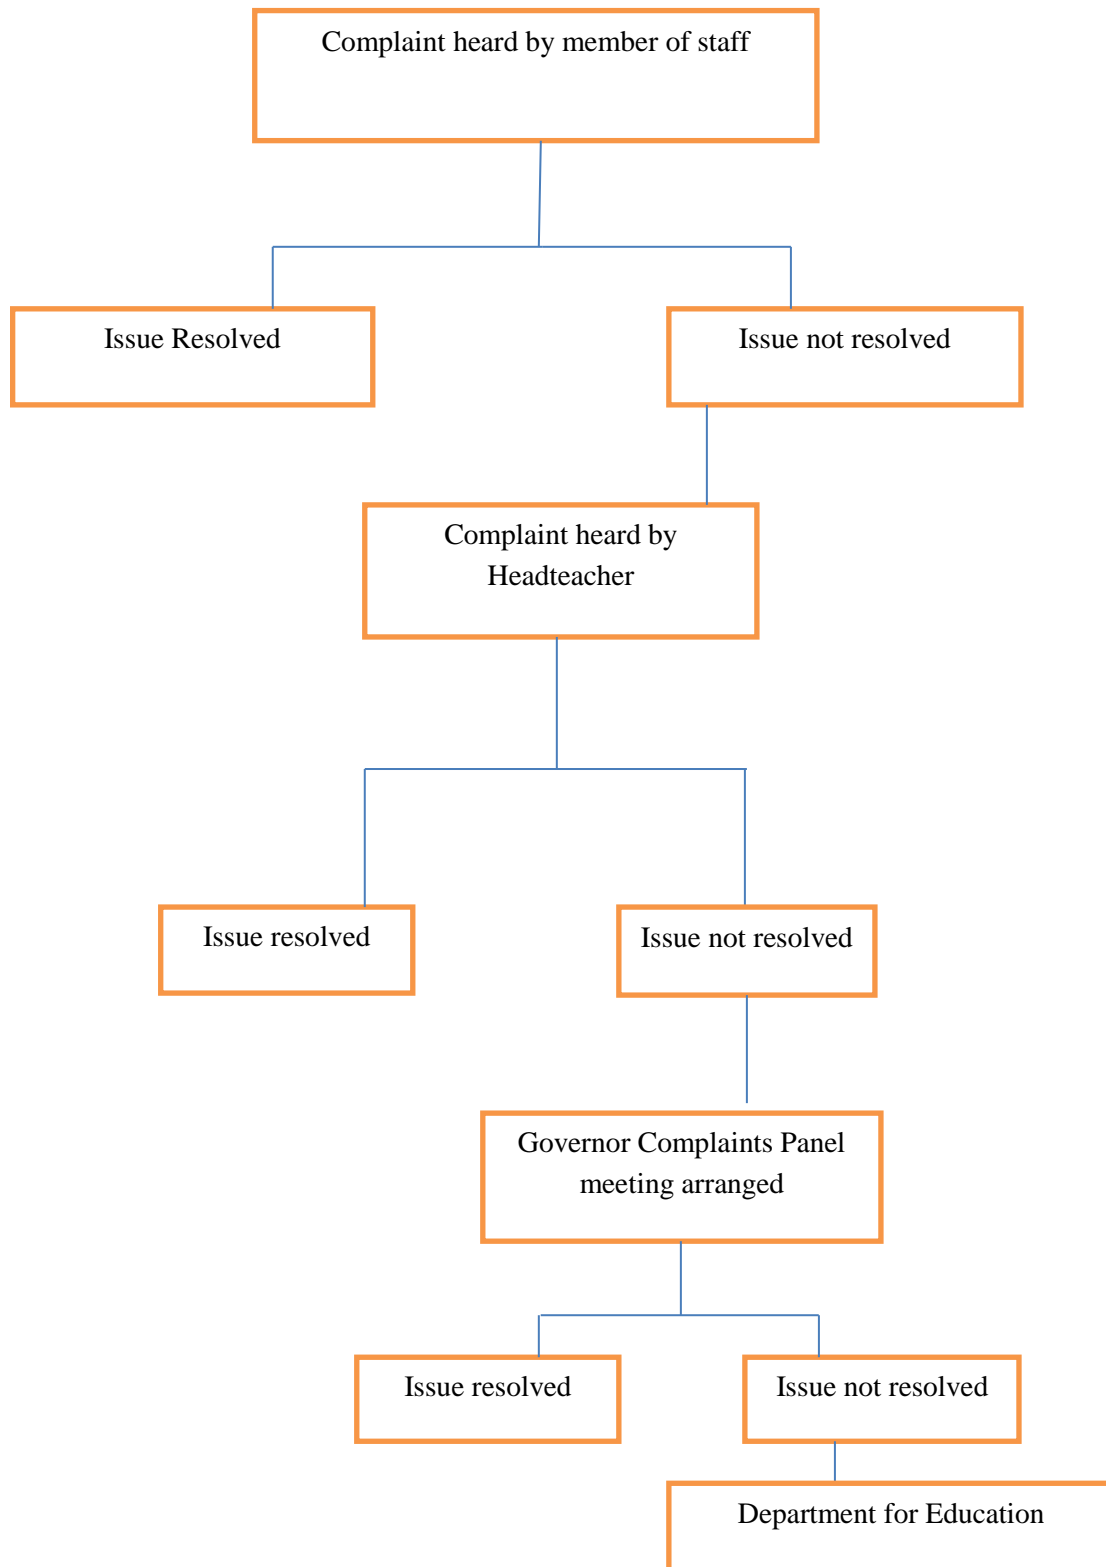 Complaint heard by member of staff
Issue Resolved
Issue not resolved
Complaint heard by
Headteacher
Issue resolved
Issue not resolved
Governor Complaints Panel
meeting arranged
Issue resolved
Issue not resolved
Department for Education